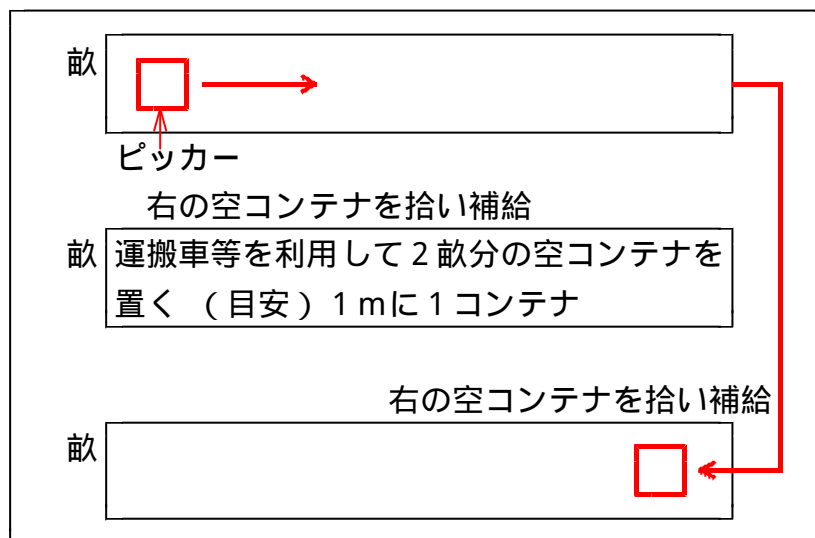 畝
ピッカー
右の空コンテナを拾い補給
畝
運搬車等を利用して２畝分の空コンテナを
置く （目安）１ｍに１コンテナ
右の空コンテナを拾い補給
畝